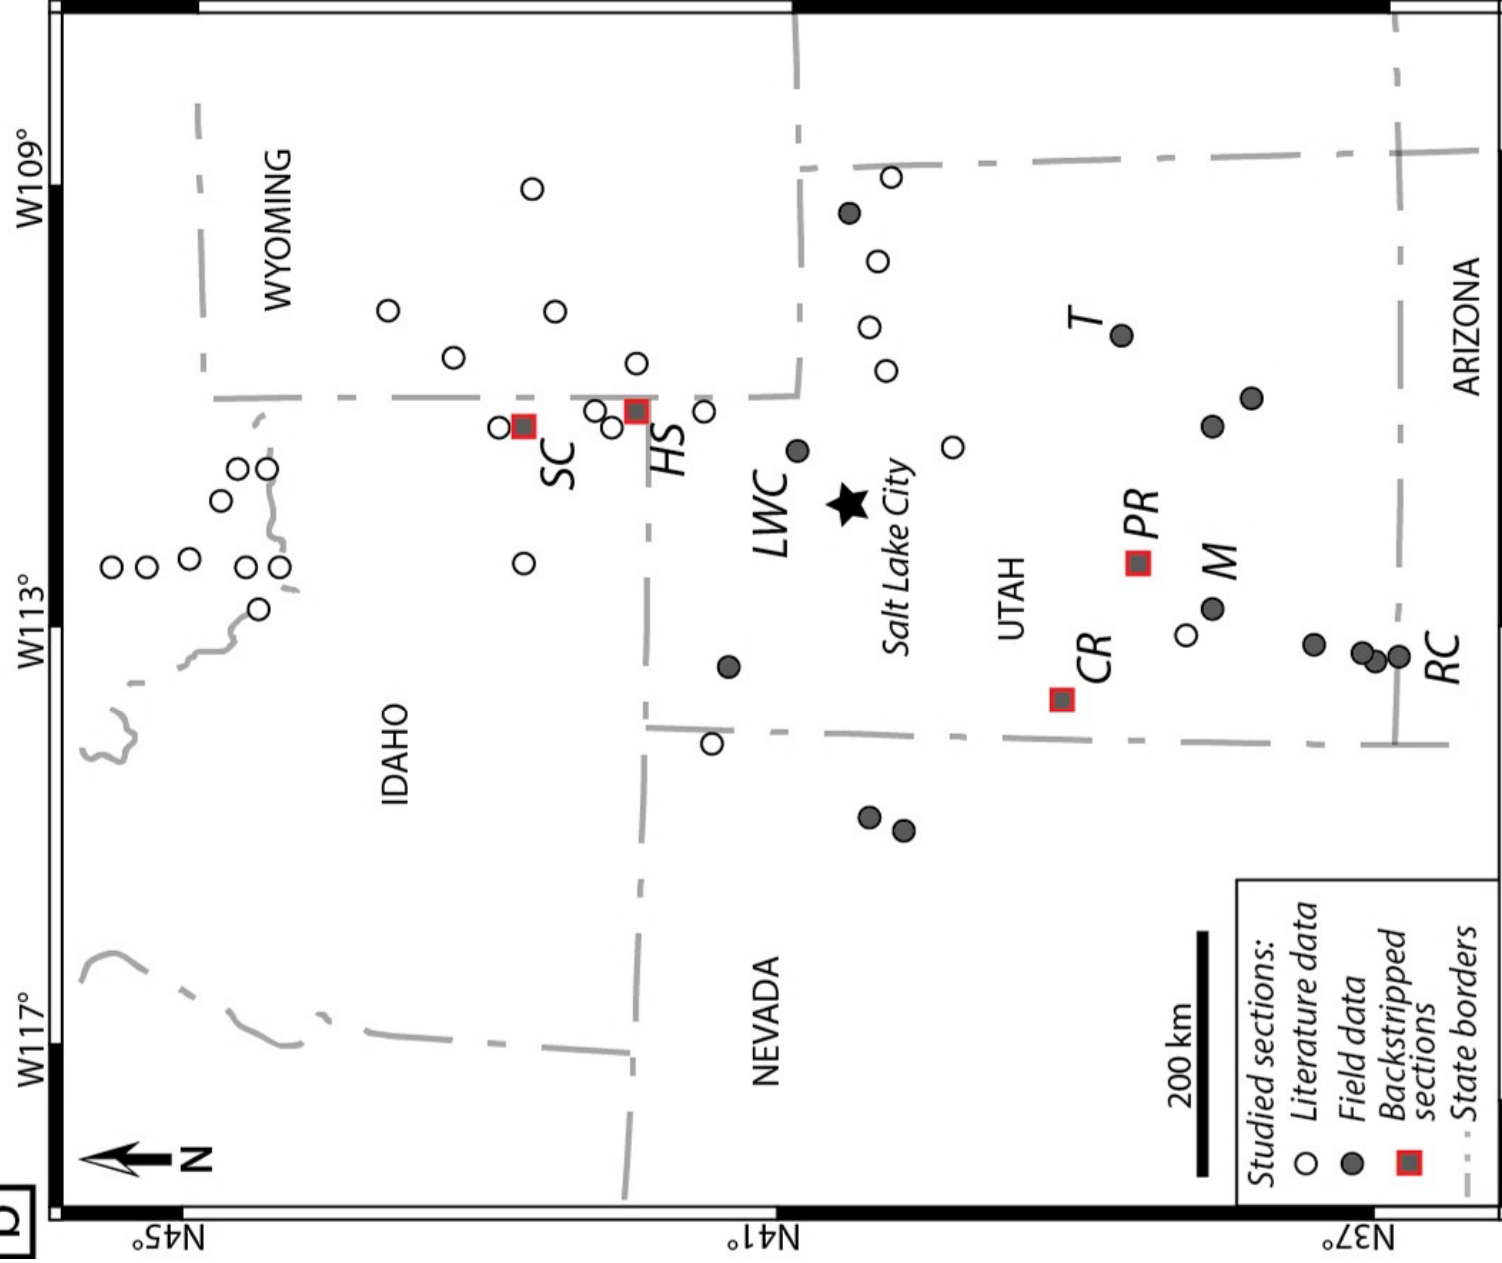 W117°
W113°
W109°
N45°
N41°
N37°
N
IDAHO
WYOMING
SC
HS
LWC
Salt Lake City
NEVADA
UTAH
T
CR
PR
M
RC
ARIZONA
200 km
Studied sections:
Literature data
Field data
Backstripped
sections
State borders